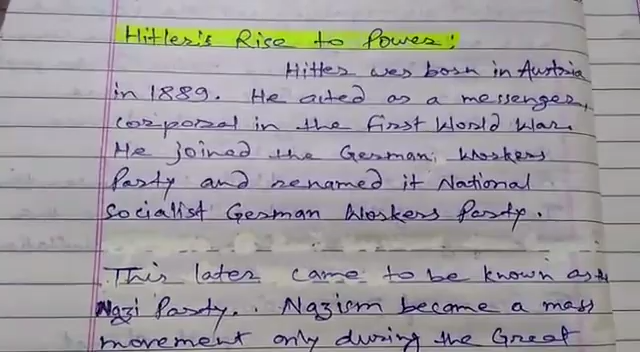 Hitler's Rise to Power:
Hitler was born in Austria
in 1889. He acted as a messenger,
corporal in the First World War.
He joined the German, Workers
Party and renamed it National
Socialist German Workers Party.
This later came to be known as the
Nazi Party.. Nazism became a mass
movement only during the Great